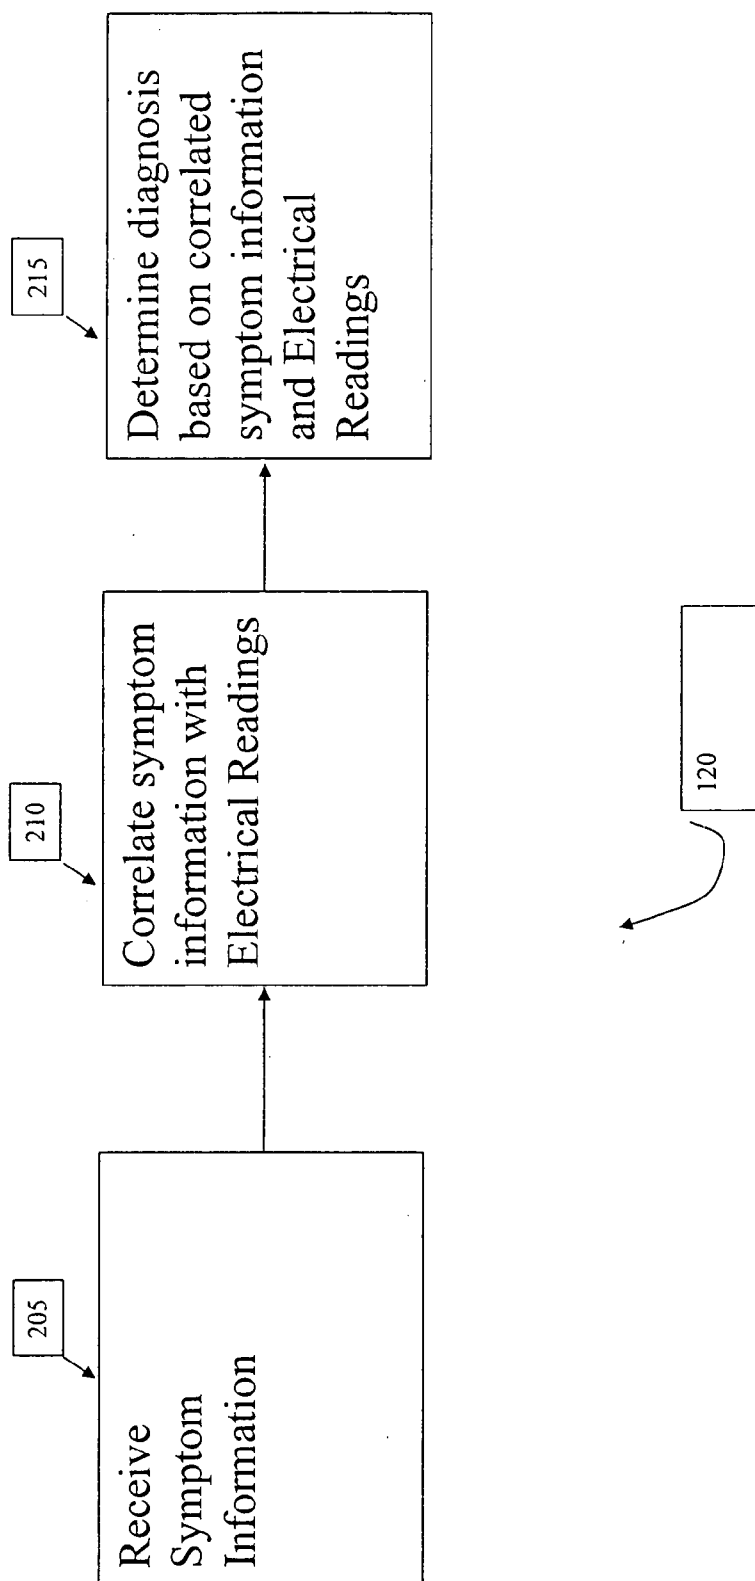 205
Receive
Symptom
Information
210
Correlate symptom
information with
Electrical Readings
215
Determine diagnosis
based on correlated
symptom information
and Electrical
Readings
120